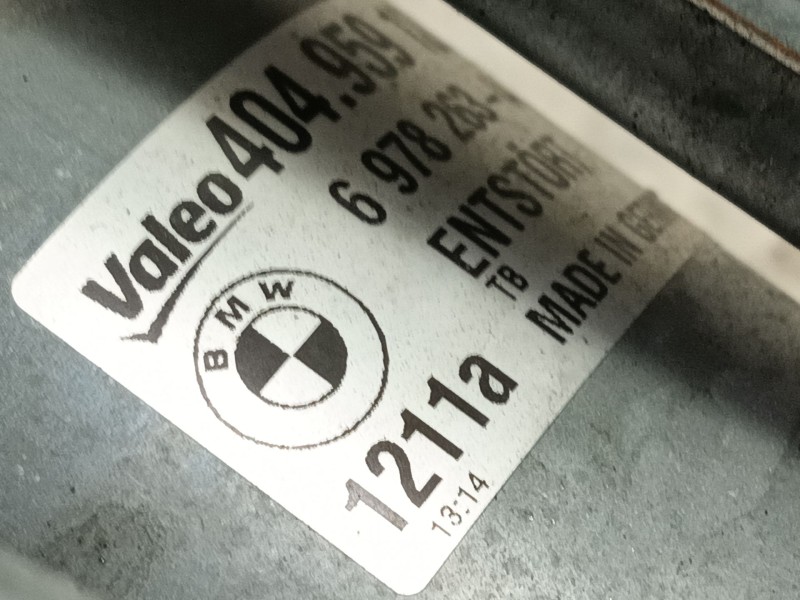 Valeo 404.959
6 978 263-
ENTSTÖRT
TB
MADE IN
BMW
1211a
13:14